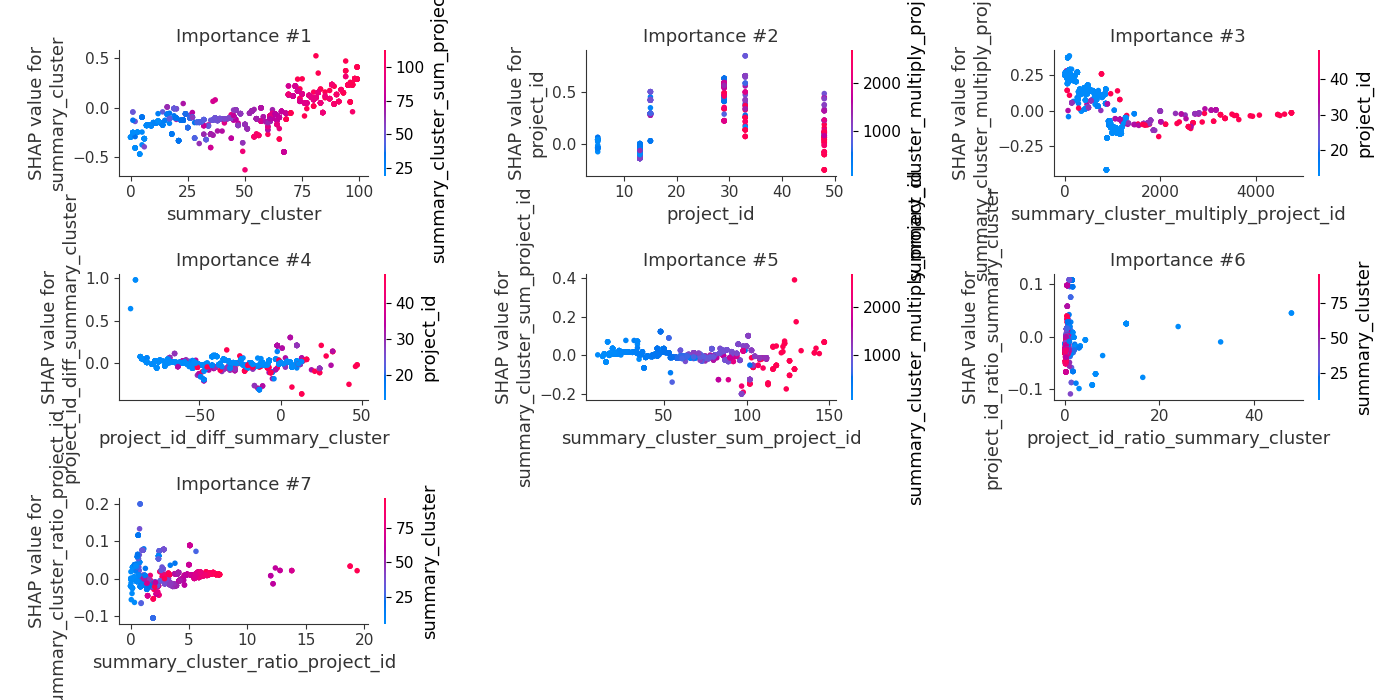 Importance #1
SHAP value for
summary_cluster
0.5
0.0
−0.5
0
25
50
75
100
summary_cluster
100
75
50
25
summary_cluster_sum_projec
Importance #2
SHAP value for
project_id
0.5
0.0
10
20
30
40
50
project_id
2000
1000
summary_cluster_multiply_project_id
Importance #3
SHAP value for
summary_cluster_multiply_proj
0.25
0.00
−0.25
0
2000
4000
summary_cluster_multiply_project_id
40
30
20
project_id
Importance #4
SHAP value for
project_id_diff_summary_cluster
1.0
0.5
0.0
−50
0
50
project_id_diff_summary_cluster
40
30
20
project_id
Importance #5
SHAP value for
summary_cluster_sum_project_id
0.4
0.2
0.0
−0.2
50
100
150
summary_cluster_sum_project_id
2000
1000
summary_cluster_multiply_project_id
Importance #6
SHAP value for
project_id_ratio_summary_cluster
0.1
0.0
−0.1
0
20
40
project_id_ratio_summary_cluster
75
50
25
summary_cluster
Importance #7
SHAP value for
summary_cluster_ratio_project_id
0.2
0.1
0.0
−0.1
0
5
10
15
20
summary_cluster_ratio_project_id
75
50
25
summary_cluster